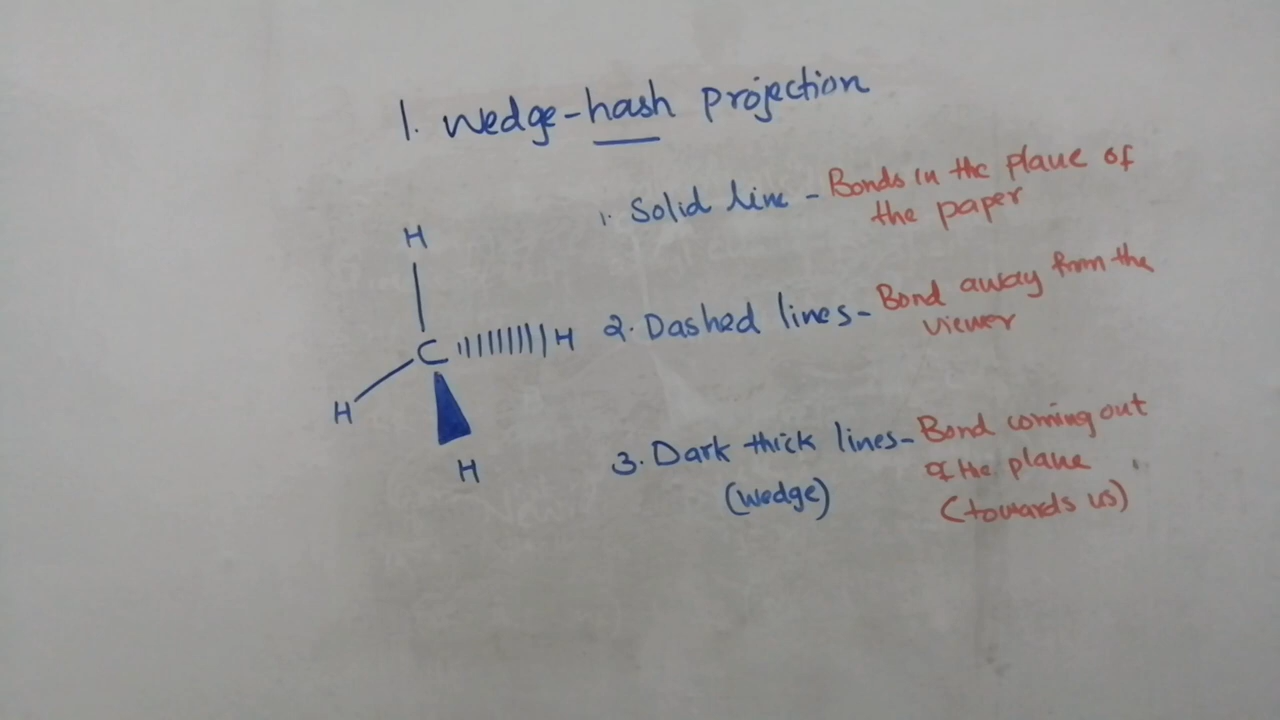 1. Wedge-hash projection
1. Solid line - Bonds in the plane of
the paper
H
C H
H
H
2. Dashed lines- Bond away from the
viewer
3. Dark thick lines- Bond coming out
(wedge) of the plane
(towards us)